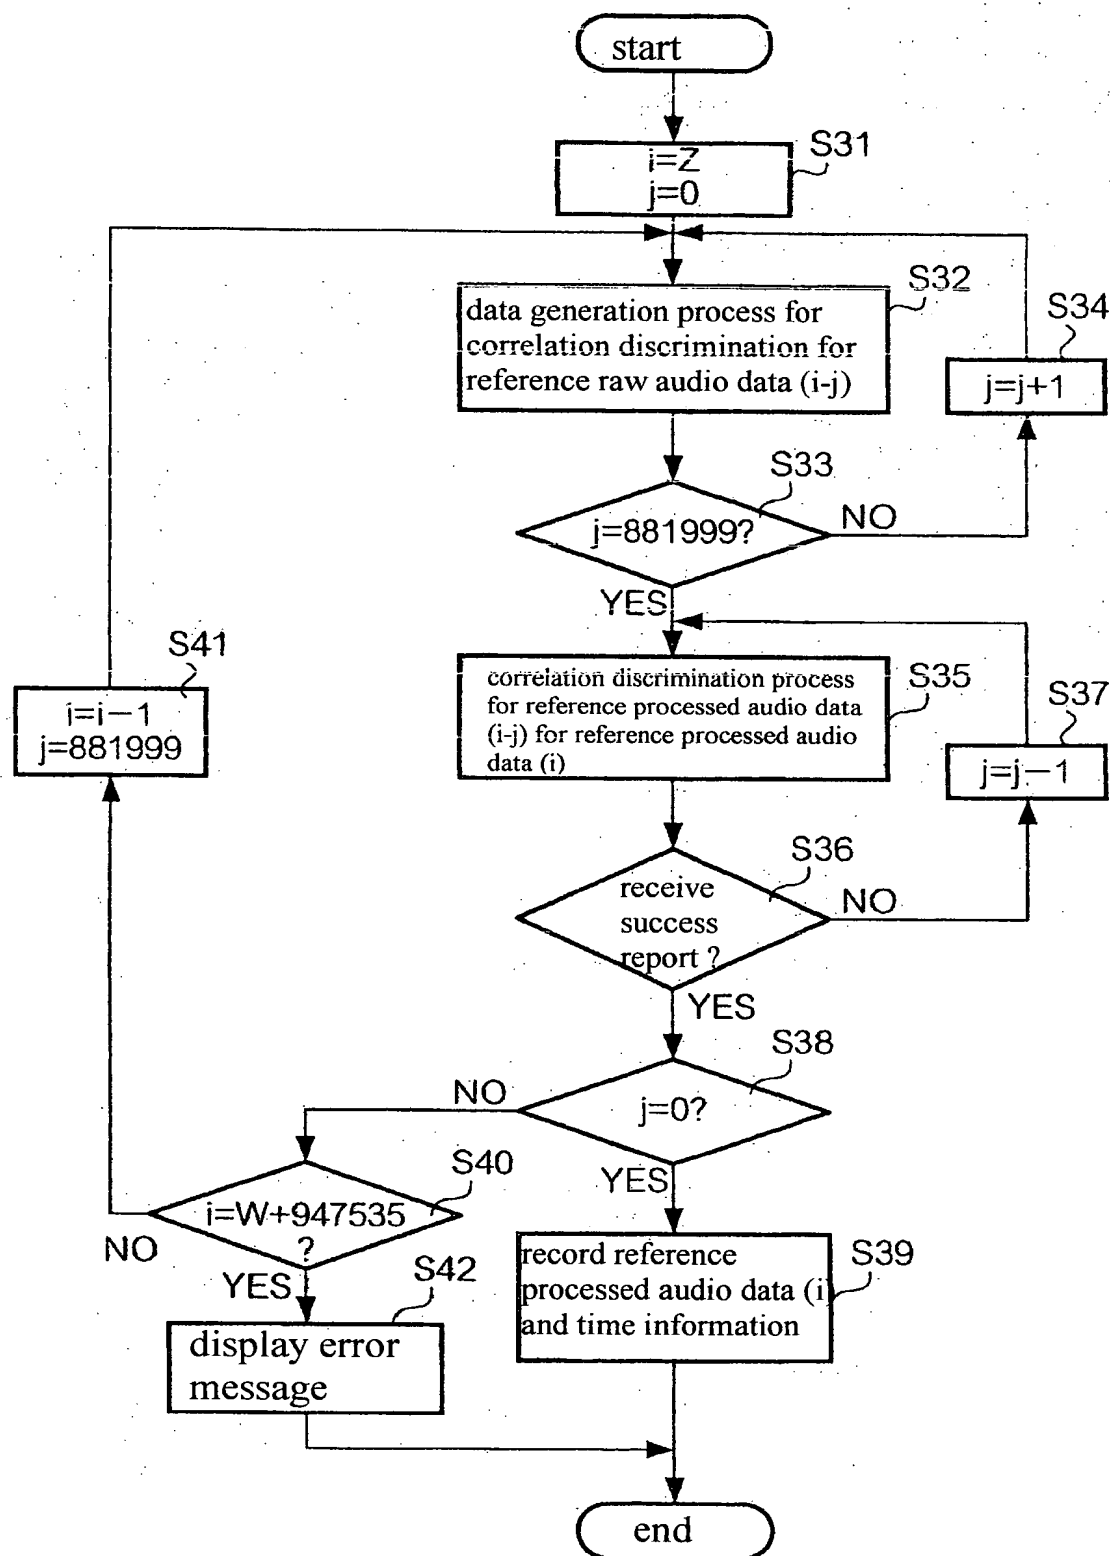 start
S31
i=Z
j=0
S32
data generation process for
correlation discrimination for
reference raw audio data (i-j)
S34
j=j+1
S33
j=881999?
NO
YES
S41
i=i−1
j=881999
S35
correlation discrimination process
for reference processed audio data
(i-j) for reference processed audio
data (i)
S37
j=j−1
S36
receive
success
report ?
NO
YES
S38
j=0?
NO
YES
S40
i=W+947535
?
NO
YES
S42
display error
message
S39
record reference
processed audio data (i
and time information
end